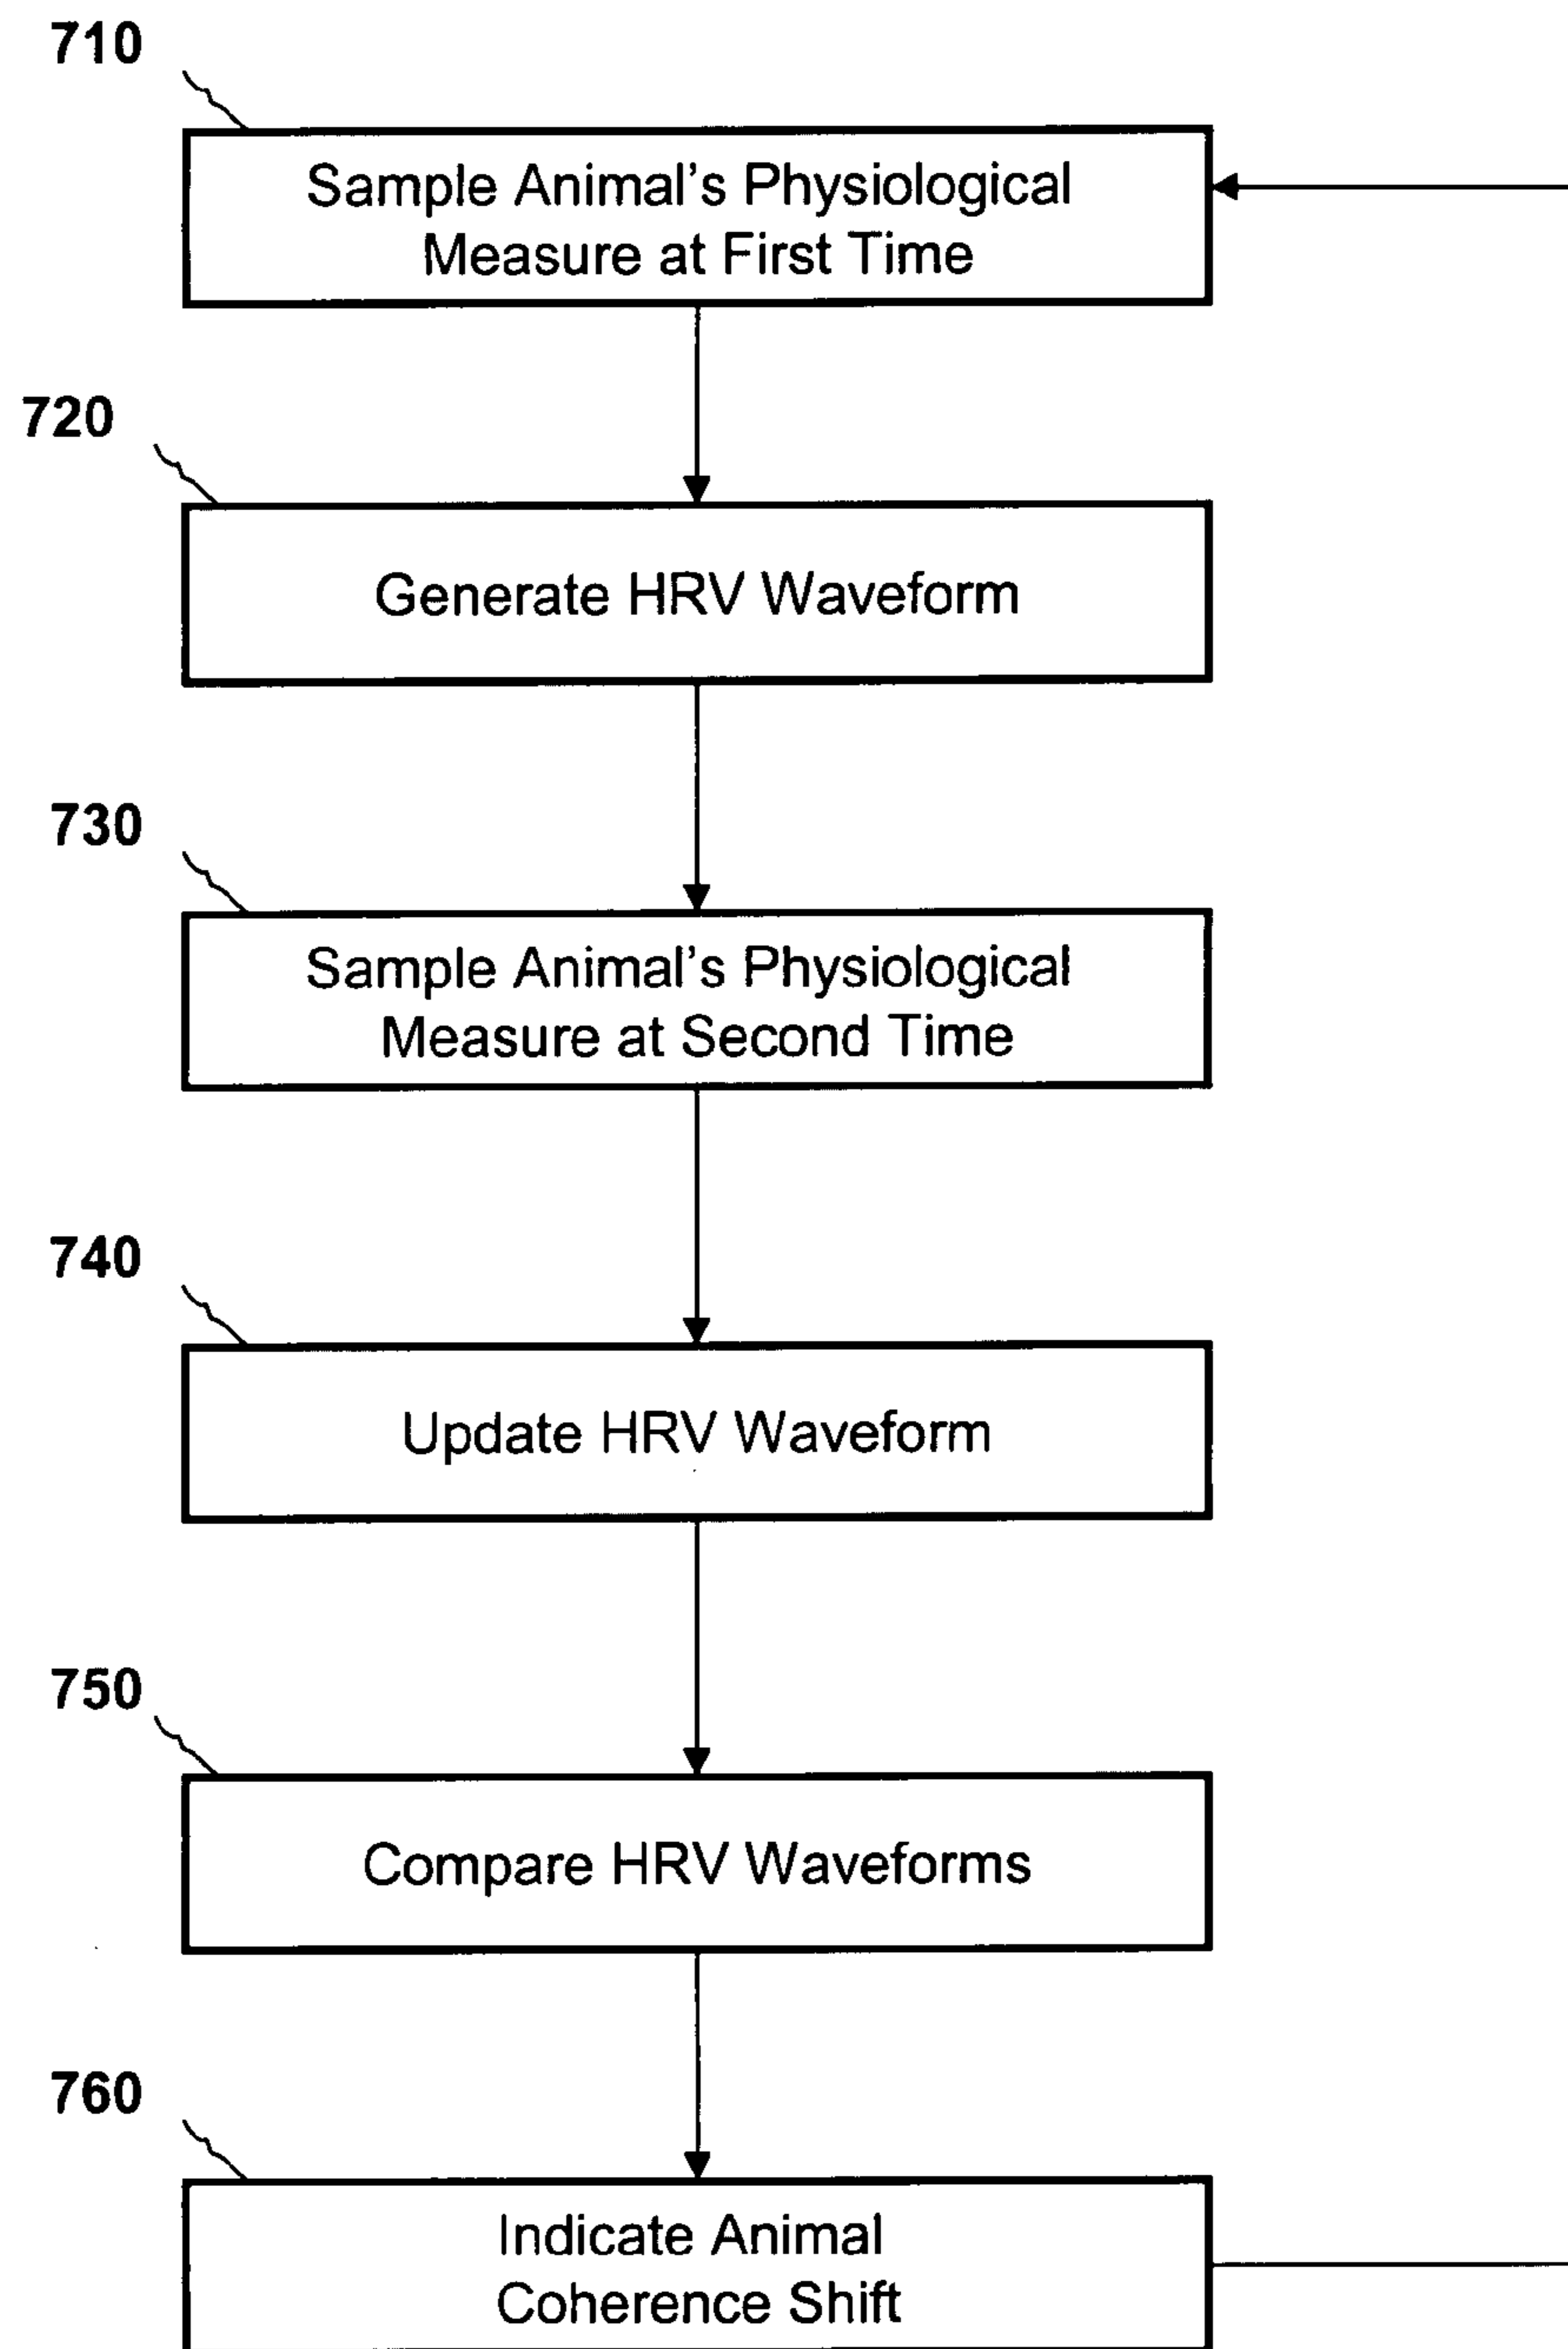 710
Sample Animal's Physiological
Measure at First Time
720
Generate HRV Waveform
730
Sample Animal's Physiological
Measure at Second Time
740
Update HRV Waveform
750
Compare HRV Waveforms
760
Indicate Animal
Coherence Shift